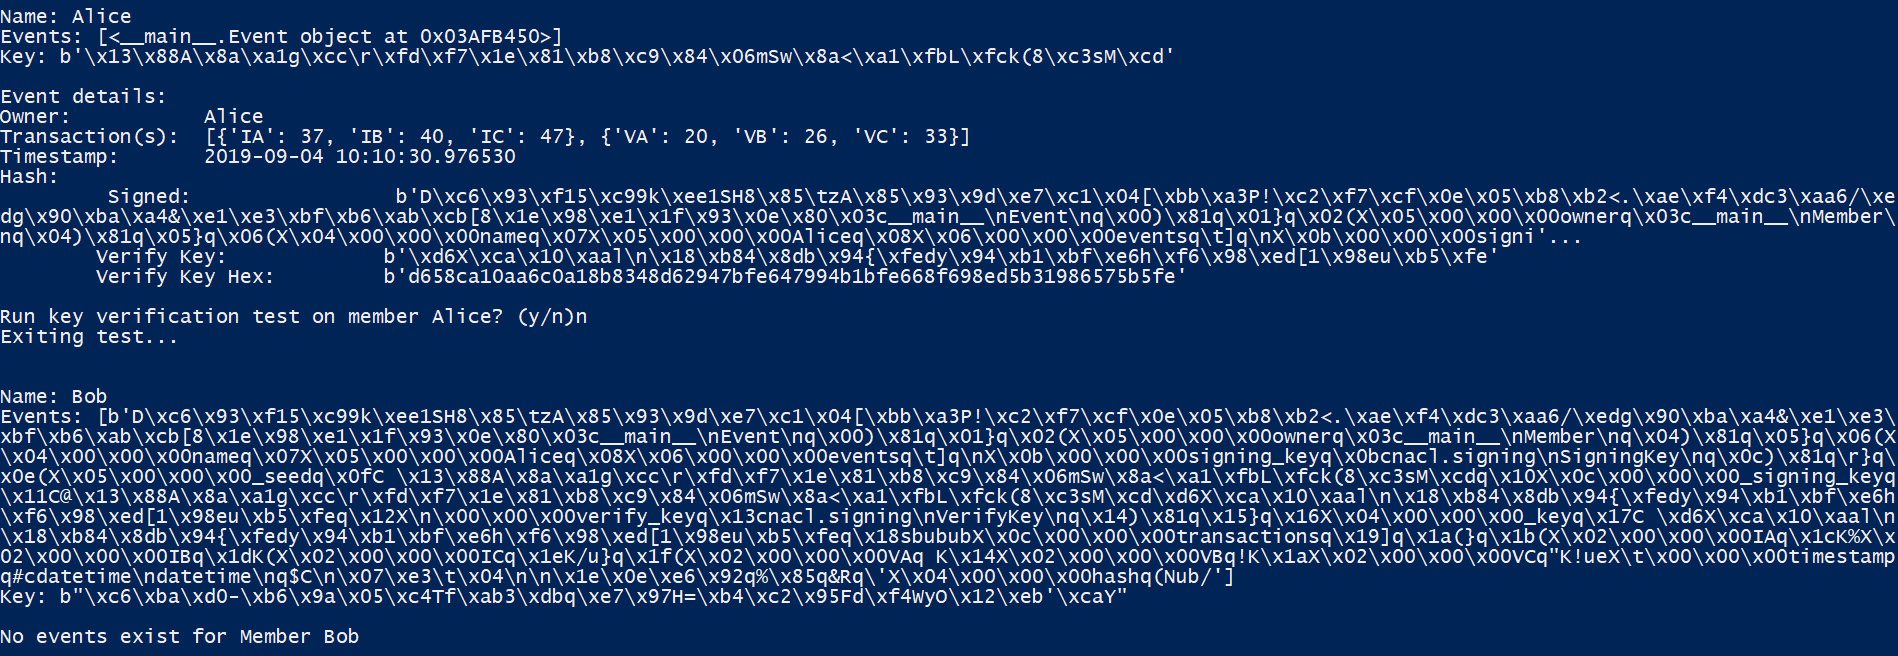 Name: Alice
Events: [<__main__.Event object at 0x03AFB450>]
Key: b'\x13\x88A\x8a\xa1g\xcc\r\xfd\xf7\x1e\x81\xb8\xc9\x84\x06mSw\x8a<\xa1\xfbL\xfck(8\xc3sM\xcd'
Event details:
Owner:           Alice
Transaction(s):  [{'IA': 37, 'IB': 40, 'IC': 47}, {'VA': 20, 'VB': 26, 'VC': 33}]
Timestamp:       2019-09-04 10:10:30.976530
Hash:
Signed:                 b'D\xc6\x93\xf15\xc99k\xee1SH8\x85\tzA\x85\x93\x9d\xe7\xc1\x04[\xbb\xa3P!\xc2\xf7\xcf\x0e\x05\xb8\xb2<.\xae\xf4\xdc3\xaa6/\xe
dg\x90\xba\xa4&\xe1\xe3\xbf\xb6\xab\xcb[8\x1e\x98\xe1\x1f\x93\x0e\x80\x03c__main__\nEvent\nq\x00)\x81q\x01}q\x02(X\x05\x00\x00\x00ownerq\x03c__main__\nMember\
nq\x04)\x81q\x05}q\x06(X\x04\x00\x00\x00nameq\x07X\x05\x00\x00\x00Aliceq\x08X\x06\x00\x00\x00eventsq\t]q\nX\x0b\x00\x00\x00signi'...
Verify Key:             b'\xd6X\xca\x10\xaal\n\x18\xb84\x8db\x94{\xfedy\x94\xb1\xbf\xe6h\xf6\x98\xed[1\x98eu\xb5\xfe'
Verify Key Hex:         b'd658ca10aa6c0a18b8348d62947bfe647994b1bfe668f698ed5b31986575b5fe'
Run key verification test on member Alice? (y/n)n
Exiting test...
Name: Bob
Events: [b'D\xc6\x93\xf15\xc99k\xee1SH8\x85\tzA\x85\x93\x9d\xe7\xc1\x04[\xbb\xa3P!\xc2\xf7\xcf\x0e\x05\xb8\xb2<.\xae\xf4\xdc3\xaa6/\xedg\x90\xba\xa4&\xe1\xe3\
xbf\xb6\xab\xcb[8\x1e\x98\xe1\x1f\x93\x0e\x80\x03c__main__\nEvent\nq\x00)\x81q\x01}q\x02(X\x05\x00\x00\x00ownerq\x03c__main__\nMember\nq\x04)\x81q\x05}q\x06(X
\x04\x00\x00\x00nameq\x07X\x05\x00\x00\x00Aliceq\x08X\x06\x00\x00\x00eventsq\t]q\nX\x0b\x00\x00\x00signing_keyq\x0bcnacl.signing\nSigningKey\nq\x0c)\x81q\r}q\
x0e(X\x05\x00\x00\x00_seedq\x0fC \x13\x88A\x8a\xa1g\xcc\r\xfd\xf7\x1e\x81\xb8\xc9\x84\x06mSw\x8a<\xa1\xfbL\xfck(8\xc3sM\xcdq\x10X\x0c\x00\x00\x00_signing_keyq
\x11C@\x13\x88A\x8a\xa1g\xcc\r\xfd\xf7\x1e\x81\xb8\xc9\x84\x06mSw\x8a<\xa1\xfbL\xfck(8\xc3sM\xcd\xd6X\xca\x10\xaal\n\x18\xb84\x8db\x94{\xfedy\x94\xb1\xbf\xe6h
\xf6\x98\xed[1\x98eu\xb5\xfeq\x12X\n\x00\x00\x00verify_keyq\x13cnacl.signing\nVerifyKey\nq\x14)\x81q\x15}q\x16X\x04\x00\x00\x00_keyq\x17C \xd6X\xca\x10\xaal\n
\x18\xb84\x8db\x94{\xfedy\x94\xb1\xbf\xe6h\xf6\x98\xed[1\x98eu\xb5\xfeq\x18sbububX\x0c\x00\x00\x00transactionsq\x19]q\x1a(}q\x1b(X\x02\x00\x00\x00IAq\x1cK%X\x
02\x00\x00\x00IBq\x1dK(X\x02\x00\x00\x00ICq\x1eK/u}q\x1f(X\x02\x00\x00\x00VAq K\x14X\x02\x00\x00\x00VBq!K\x1aX\x02\x00\x00\x00VCq"K!ueX\t\x00\x00\x00timestamp
q#cdatetime\ndatetime\nq$C\n\x07\xe3\t\x04\n\n\x1e\x0e\xe6\x92q%\x85q&Rq\'X\x04\x00\x00\x00hashq(Nub/']
Key: b"\xc6\xba\xd0-\xb6\x9a\x05\xc4Tf\xab3\xdbq\xe7\x97H=\xb4\xc2\x95Fd\xf4WyO\x12\xeb'\xcaY"
No events exist for Member Bob